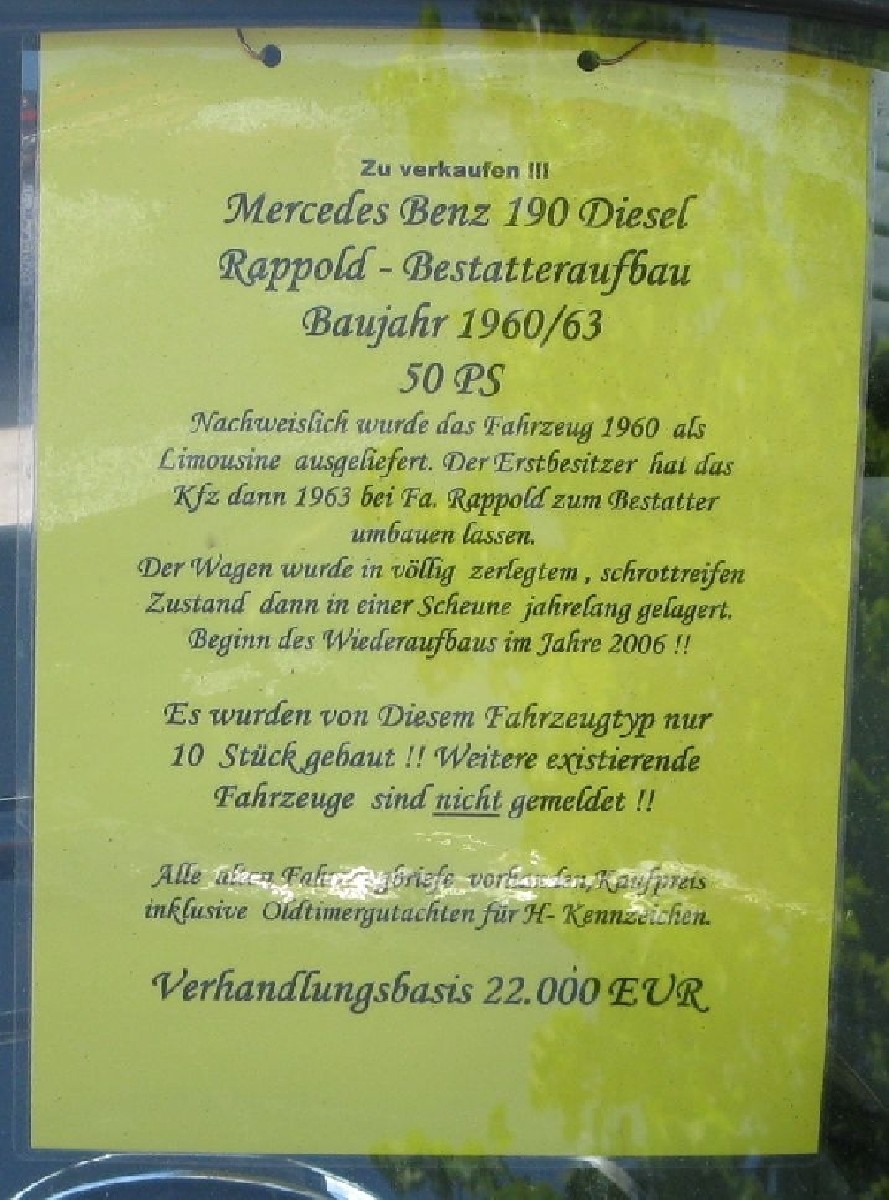 Zu verkaufen !!!
Mercedes Benz 190 Diesel
Rappold - Bestatteraufbau
Baujahr 1960/63
50 PS
Nachweislich wurde das Fahrzeug 1960 als
Limousine ausgeliefert. Der Erstbesitzer hat das
Kfz dann 1963 bei Fa. Rappold zum Bestatter
umbauen lassen.
Der Wagen wurde in völlig zerlegtem , schrottreifen
Zustand dann in einer Scheune jahrelang gelagert.
Beginn des Wiederaufbaus im Jahre 2006 !!
Es wurden von Diesem Fahrzeugtyp nur
10 Stück gebaut !! Weitere existierende
Fahrzeuge sind nicht gemeldet !!
Alle alten Fahrzeugbriefe vorhanden,Kaufpreis
inklusive Oldtimergutachten für H- Kennzeichen.
Verhandlungsbasis 22.000 EUR